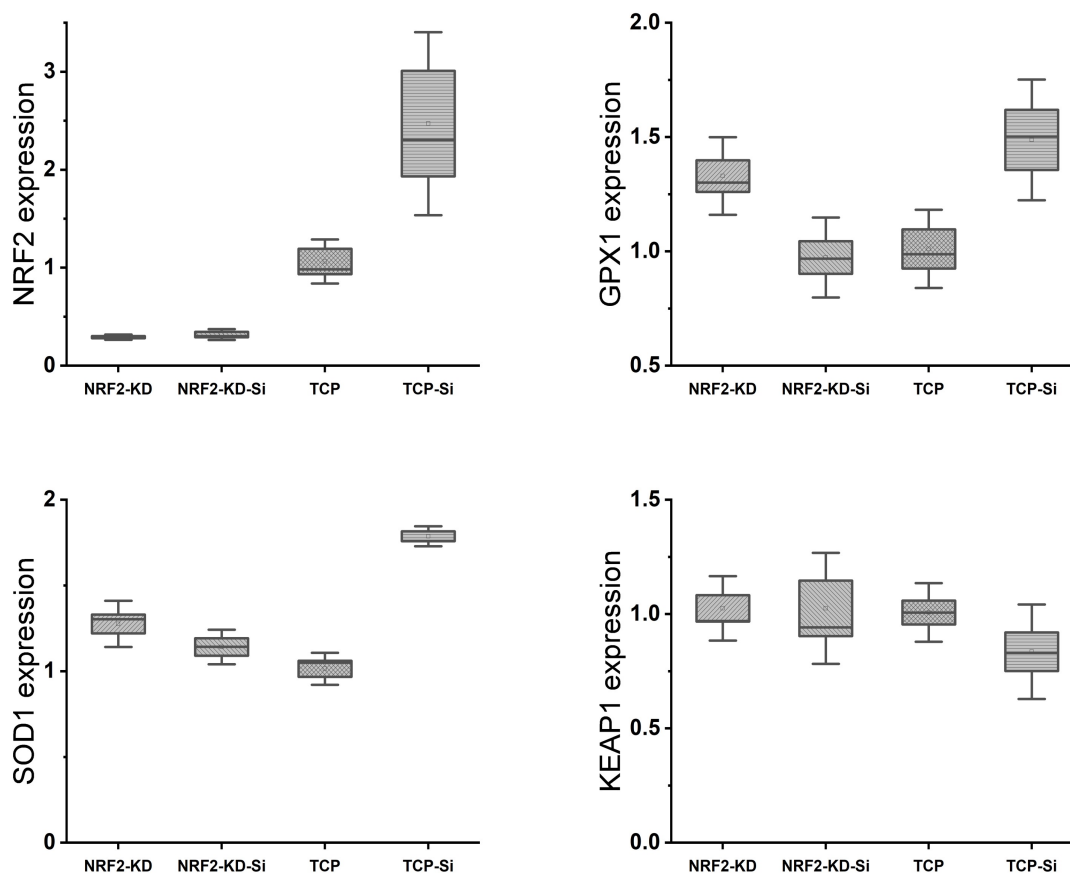 NRF2 expression
3
2
1
0
NRF2-KD NRF2-KD-Si TCP TCP-Si
GPX1 expression
2.0
1.5
1.0
0.5
NRF2-KD NRF2-KD-Si TCP TCP-Si
SOD1 expression
2
1
0
NRF2-KD NRF2-KD-Si TCP TCP-Si
KEAP1 expression
1.5
1.0
0.5
0.0
NRF2-KD NRF2-KD-Si TCP TCP-Si